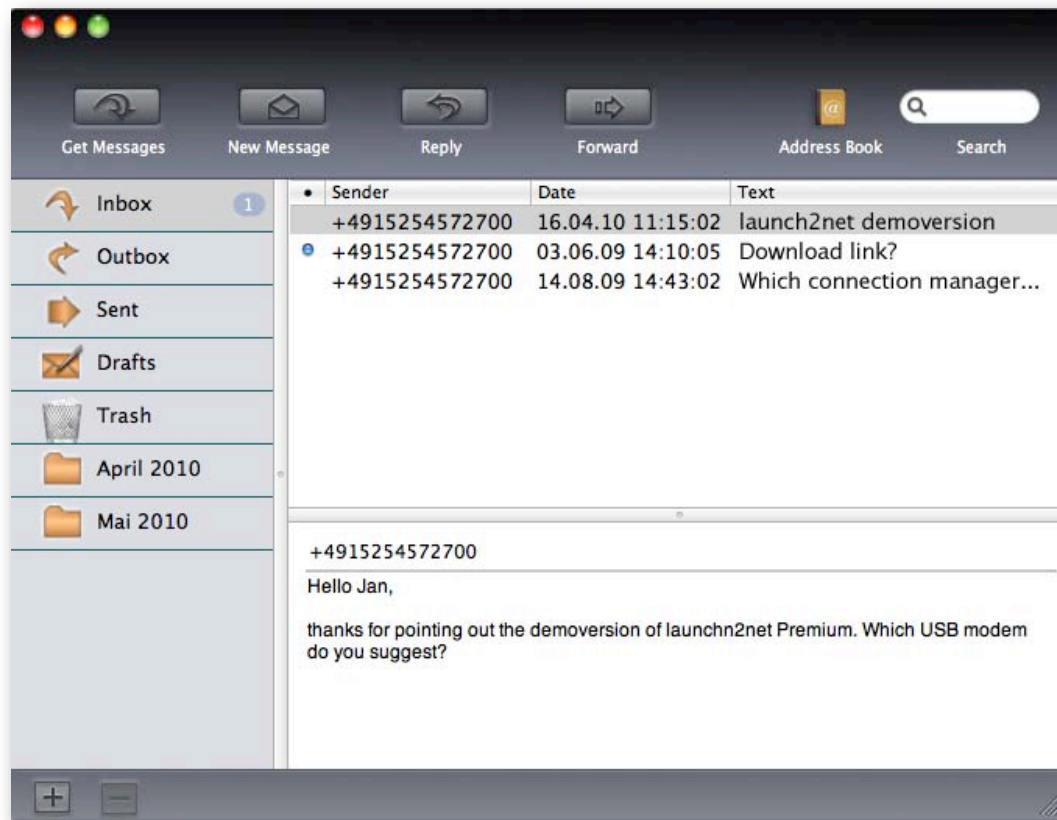 Get Messages New Message Reply Forward Address Book Search
Inbox 1
Outbox
Sent
Drafts
Trash
April 2010
Mai 2010
• Sender Date Text
+4915254572700 16.04.10 11:15:02 launch2net demoversion
+4915254572700 03.06.09 14:10:05 Download link?
+4915254572700 14.08.09 14:43:02 Which connection manager...
+4915254572700
Hello Jan,
thanks for pointing out the demoversion of launchn2net Premium. Which USB modem
do you suggest?